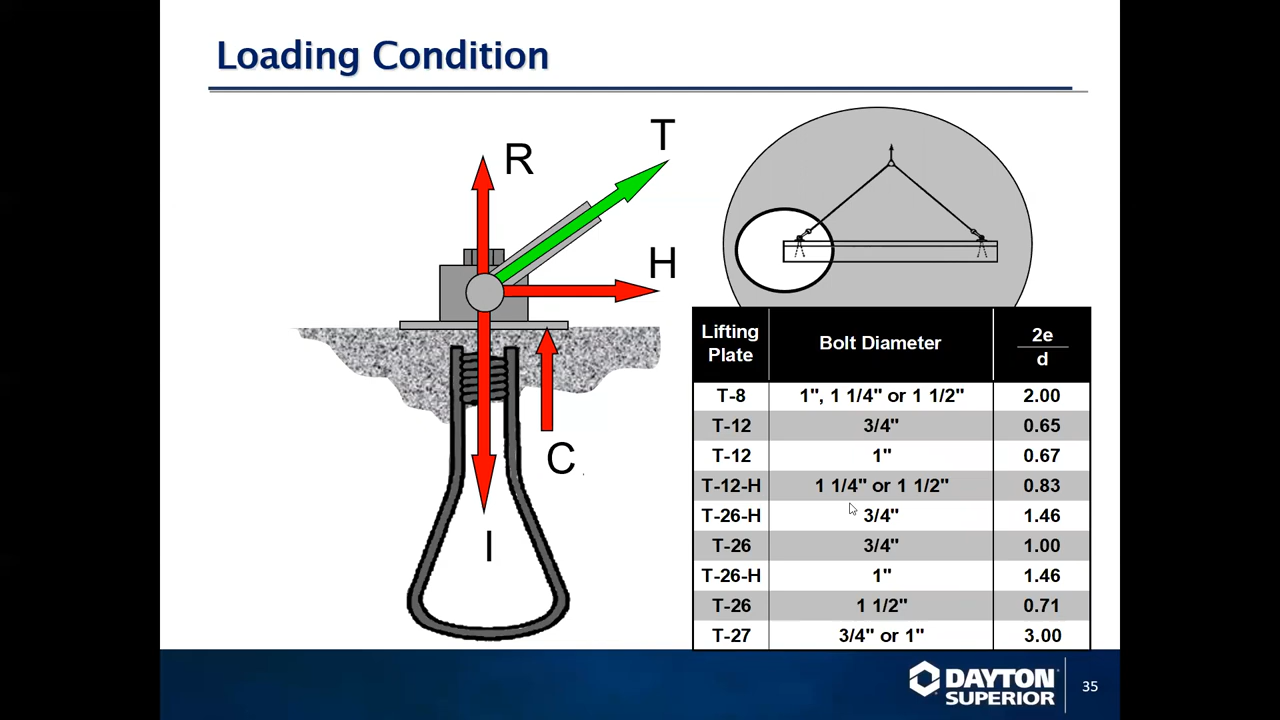 Loading Condition
T
R
H
C
I
Lifting Plate Bolt Diameter 2e/d
T-8 1", 1 1/4" or 1 1/2" 2.00
T-12 3/4" 0.65
T-12 1" 0.67
T-12-H 1 1/4" or 1 1/2" 0.83
T-26-H 3/4" 1.46
T-26 3/4" 1.00
T-26-H 1" 1.46
T-26 1 1/2" 0.71
T-27 3/4" or 1" 3.00
DAYTON
SUPERIOR
35